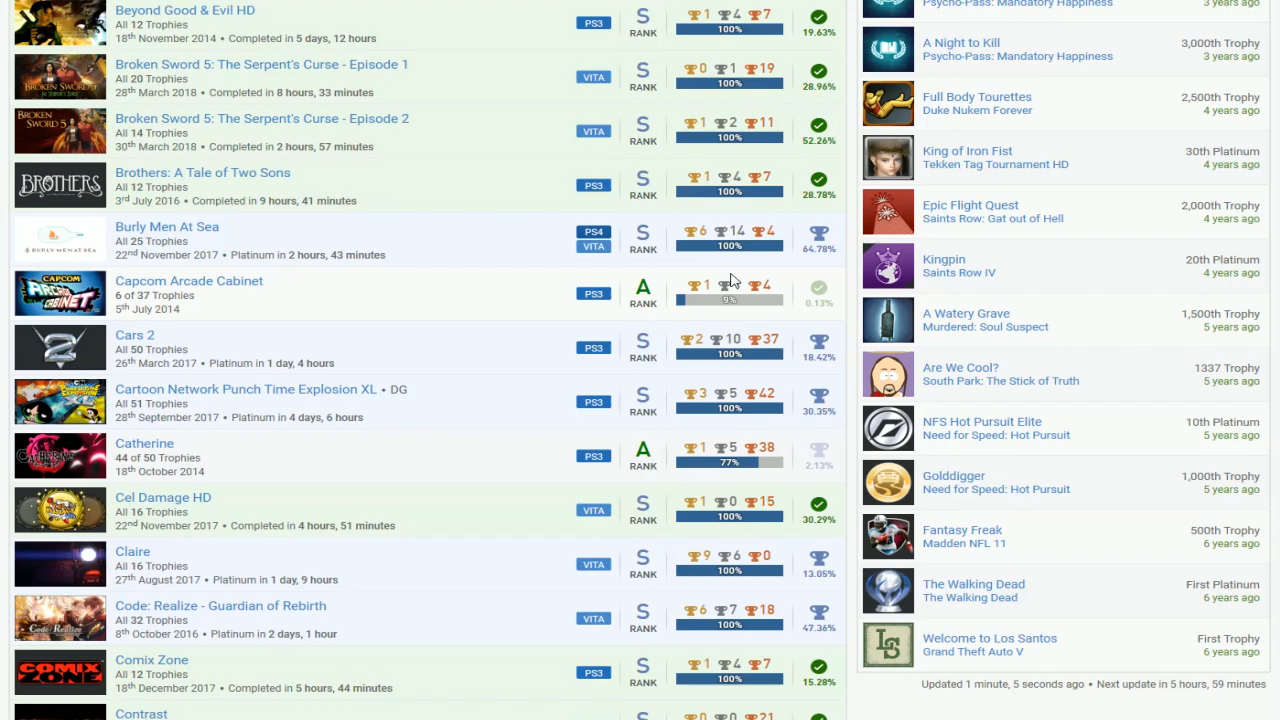 Beyond Good & Evil HD
All 12 Trophies
18th November 2014 • Completed in 5 days, 12 hours
PS3
S
RANK
1 4 7
100%
19.63%
Broken Sword 5: The Serpent's Curse - Episode 1
All 20 Trophies
28th March 2018 • Completed in 8 hours, 33 minutes
VITA
S
RANK
0 1 19
100%
28.96%
Broken Sword 5: The Serpent's Curse - Episode 2
All 14 Trophies
30th March 2018 • Completed in 2 hours, 57 minutes
VITA
S
RANK
1 2 11
100%
52.26%
BROTHERS
Brothers: A Tale of Two Sons
All 12 Trophies
3rd July 2016 • Completed in 9 hours, 41 minutes
PS3
S
RANK
1 4 7
100%
28.78%
BURLY MEN AT SEA
Burly Men At Sea
All 25 Trophies
22nd November 2017 • Platinum in 2 hours, 43 minutes
PS4
VITA
S
RANK
6 14 4
100%
64.78%
CAPCOM
ARCADE
CABINET
Capcom Arcade Cabinet
6 of 37 Trophies
5th July 2014
PS3
A
RANK
1 4
9%
0.13%
2
Cars 2
All 50 Trophies
26th March 2017 • Platinum in 1 day, 4 hours
PS3
S
RANK
2 10 37
100%
18.42%
Cartoon Network Punch Time Explosion XL • DG
All 51 Trophies
28th September 2017 • Platinum in 4 days, 6 hours
PS3
S
RANK
3 5 42
100%
30.35%
Catherine
44 of 50 Trophies
18th October 2014
PS3
A
RANK
1 5 38
77%
2.13%
Cel Damage HD
All 16 Trophies
22nd November 2017 • Completed in 4 hours, 51 minutes
VITA
S
RANK
1 0 15
100%
30.29%
Claire
All 16 Trophies
27th August 2017 • Platinum in 1 day, 9 hours
VITA
S
RANK
9 6 0
100%
13.05%
Code: Realize - Guardian of Rebirth
All 32 Trophies
8th October 2016 • Platinum in 2 days, 1 hour
VITA
S
RANK
6 7 18
100%
47.36%
COMIX
ZONE
Comix Zone
All 12 Trophies
18th December 2017 • Completed in 5 hours, 44 minutes
PS3
S
RANK
1 4 7
100%
15.28%
Contrast
0 0 21
Psycho-Pass: Mandatory Happiness
3 years ago
A Night to Kill
Psycho-Pass: Mandatory Happiness
3,000th Trophy
3 years ago
Full Body Tourettes
Duke Nukem Forever
2,500th Trophy
4 years ago
King of Iron Fist
Tekken Tag Tournament HD
30th Platinum
4 years ago
Epic Flight Quest
Saints Row: Gat out of Hell
2,000th Trophy
4 years ago
Kingpin
Saints Row IV
20th Platinum
4 years ago
A Watery Grave
Murdered: Soul Suspect
1,500th Trophy
5 years ago
Are We Cool?
South Park: The Stick of Truth
1337 Trophy
5 years ago
NFS Hot Pursuit Elite
Need for Speed: Hot Pursuit
10th Platinum
5 years ago
Golddigger
Need for Speed: Hot Pursuit
1,000th Trophy
5 years ago
Fantasy Freak
Madden NFL 11
500th Trophy
6 years ago
The Walking Dead
The Walking Dead
First Platinum
6 years ago
LS
Welcome to Los Santos
Grand Theft Auto V
First Trophy
6 years ago
Updated 1 minute, 5 seconds ago • Next update in 5 hours, 59 minutes